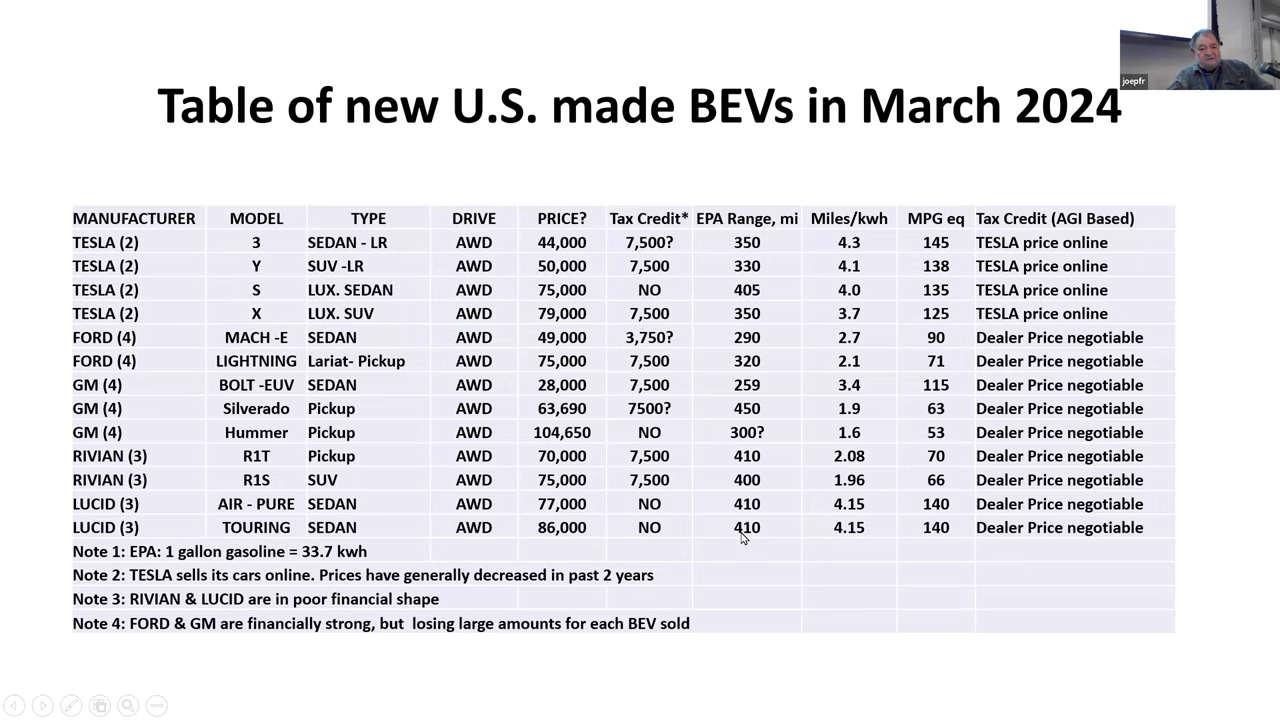 joepfr
Table of new U.S. made BEVs in March 2024
MANUFACTURER MODEL TYPE DRIVE PRICE? Tax Credit* EPA Range, mi Miles/kwh MPG eq Tax Credit (AGI Based)
TESLA (2) 3 SEDAN - LR AWD 44,000 7,500? 350 4.3 145 TESLA price online
TESLA (2) Y SUV -LR AWD 50,000 7,500 330 4.1 138 TESLA price online
TESLA (2) S LUX. SEDAN AWD 75,000 NO 405 4.0 135 TESLA price online
TESLA (2) X LUX. SUV AWD 79,000 7,500 350 3.7 125 TESLA price online
FORD (4) MACH -E SEDAN AWD 49,000 3,750? 290 2.7 90 Dealer Price negotiable
FORD (4) LIGHTNING Lariat- Pickup AWD 75,000 7,500 320 2.1 71 Dealer Price negotiable
GM (4) BOLT -EUV SEDAN AWD 28,000 7,500 259 3.4 115 Dealer Price negotiable
GM (4) Silverado Pickup AWD 63,690 7500? 450 1.9 63 Dealer Price negotiable
GM (4) Hummer Pickup AWD 104,650 NO 300? 1.6 53 Dealer Price negotiable
RIVIAN (3) R1T Pickup AWD 70,000 7,500 410 2.08 70 Dealer Price negotiable
RIVIAN (3) R1S SUV AWD 75,000 7,500 400 1.96 66 Dealer Price negotiable
LUCID (3) AIR - PURE SEDAN AWD 77,000 NO 410 4.15 140 Dealer Price negotiable
LUCID (3) TOURING SEDAN AWD 86,000 NO 410 4.15 140 Dealer Price negotiable
Note 1: EPA: 1 gallon gasoline = 33.7 kwh
Note 2: TESLA sells its cars online. Prices have generally decreased in past 2 years
Note 3: RIVIAN & LUCID are in poor financial shape
Note 4: FORD & GM are financially strong, but losing large amounts for each BEV sold